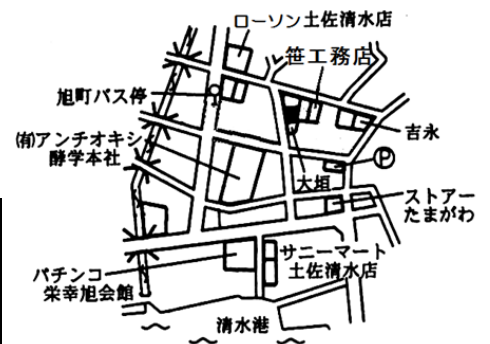 ローソン土佐清水店
笹工務店
旭町バス停
吉永
(有)アンチオキシ
酵学本社
Ⓟ
大垣
ストアー
たまがわ
サニーマート
土佐清水店
パチンコ
栄幸旭会館
清水港